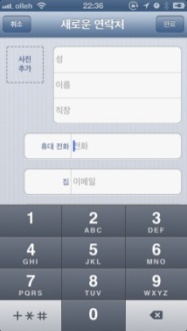 olleh 22:36
취소 새로운 연락처 완료
사진 추가
성
이름
직장
휴대 전화 전화
집 이메일
1 2 ABC 3 DEF
4 GHI 5 JKL 6 MNO
7 PQRS 8 TUV 9 WXYZ
+*# 0